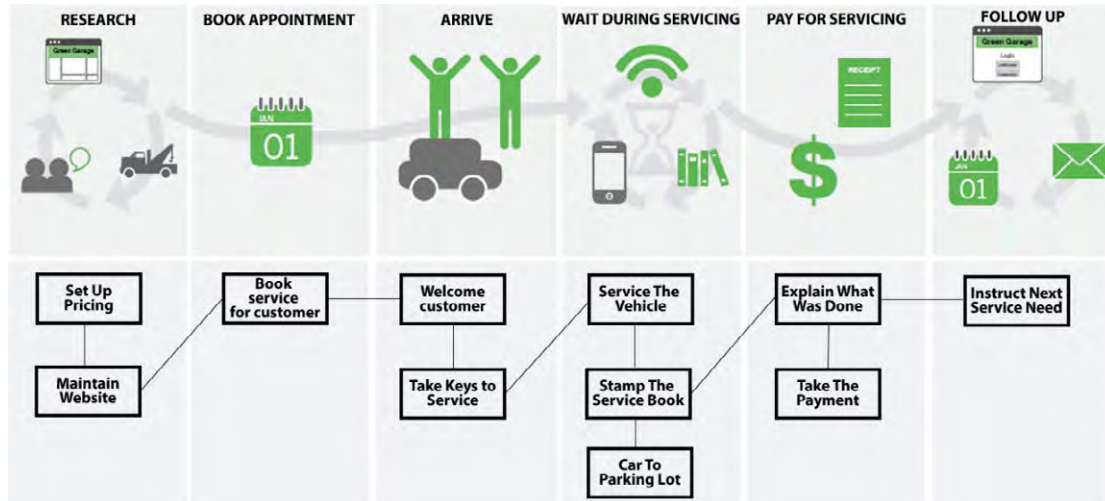 RESEARCH
BOOK APPOINTMENT
ARRIVE
WAIT DURING SERVICING
PAY FOR SERVICING
FOLLOW UP
Green Garage
JAN
01
RECEIPT
Green Garage
Login
JAN
01
Set Up
Pricing
Maintain
Website
Book
service
for customer
Welcome
customer
Take Keys to
Service
Service The
Vehicle
Stamp The
Service Book
Car To
Parking Lot
Explain What
Was Done
Take The
Payment
Instruct Next
Service Need